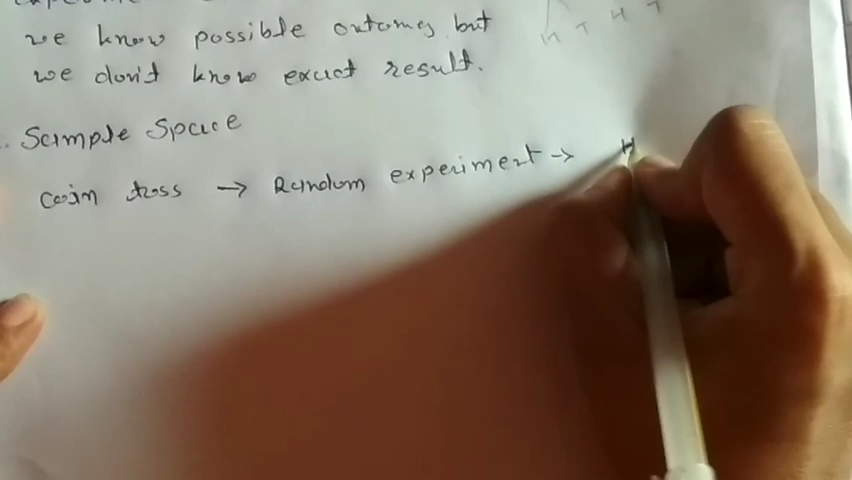 we know possible outcomes but
we don't know exact result.
H T H T
Sample Space
Coin toss → Random experiment → H